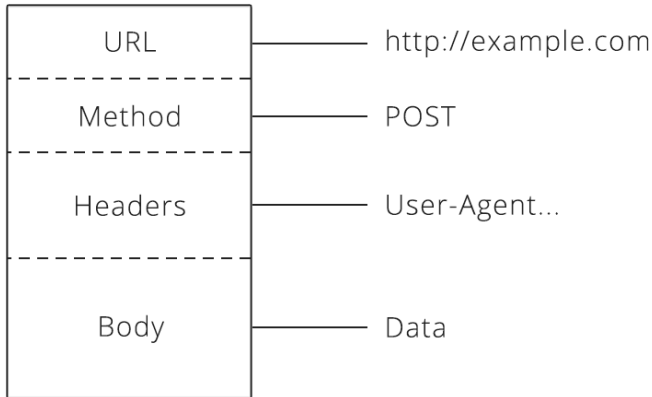 URL http://example.com
Method POST
Headers User-Agent...
Body Data